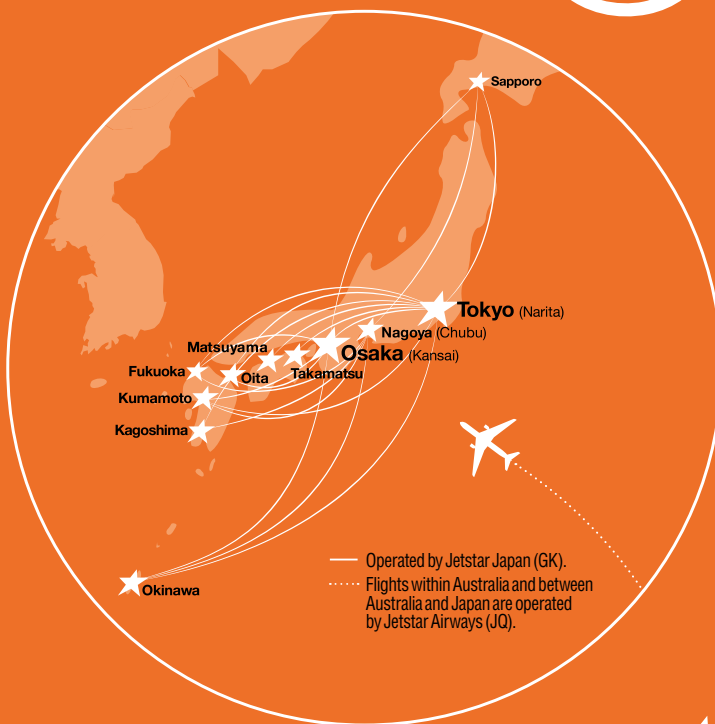 Sapporo
Tokyo (Narita)
Nagoya (Chubu)
Matsuyama
Osaka (Kansai)
Fukuoka
Oita
Takamatsu
Kumamoto
Kagoshima
Okinawa
Operated by Jetstar Japan (GK).
Flights within Australia and between
Australia and Japan are operated
by Jetstar Airways (JQ).